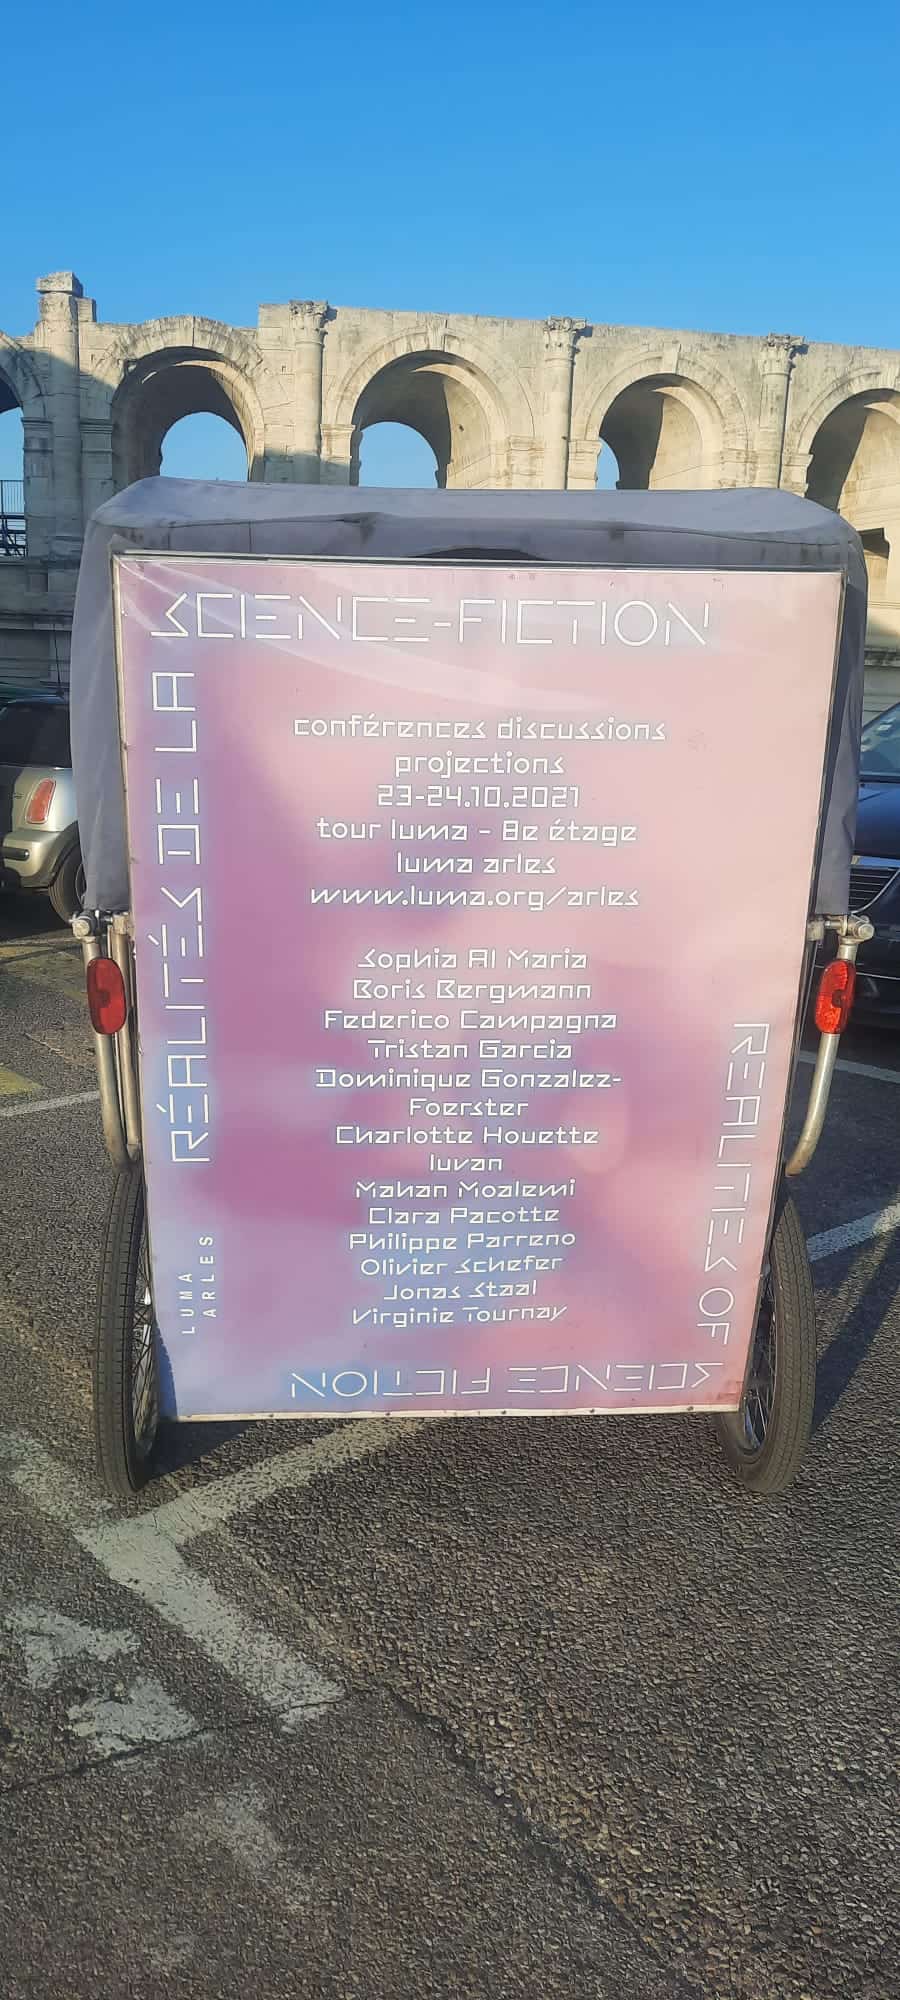 RÉALITÉS DE LA
SCIENCE-FICTION
conférences discussions
projections
23-24.10.2021
tour luma - 8e étage
luma arles
www.luma.org/arles
Sophia Al Maria
Boris Bergmann
Federico Campagna
Tristan Garcia
Dominique Gonzalez-
Foerster
Charlotte Houette
luvan
Mahan Moalemi
Clara Pacotte
Philippe Parreno
Olivier Schefer
Jonas Staal
Virginie Tournay
REALITIES OF
SCIENCE FICTION
LUMA
ARLES